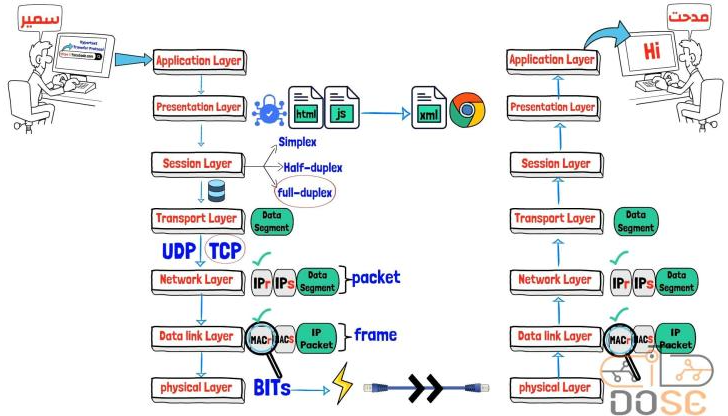 سمير
Hypertext
Transfer Protocol
https://facebook.com
Application Layer
Presentation Layer
html
js
xml
Session Layer
Simplex
Half-duplex
full-duplex
Transport Layer
Data
Segment
UDP
TCP
Network Layer
IPr
IPs
Data
Segment
packet
Data link Layer
MACr
MACs
IP
Packet
frame
physical Layer
BITs
مدحت
Hi
Application Layer
Presentation Layer
Session Layer
Transport Layer
Data
Segment
Network Layer
IPr
IPs
Data
Segment
Data link Layer
MACr
MACs
IP
Packet
physical Layer
DOSE